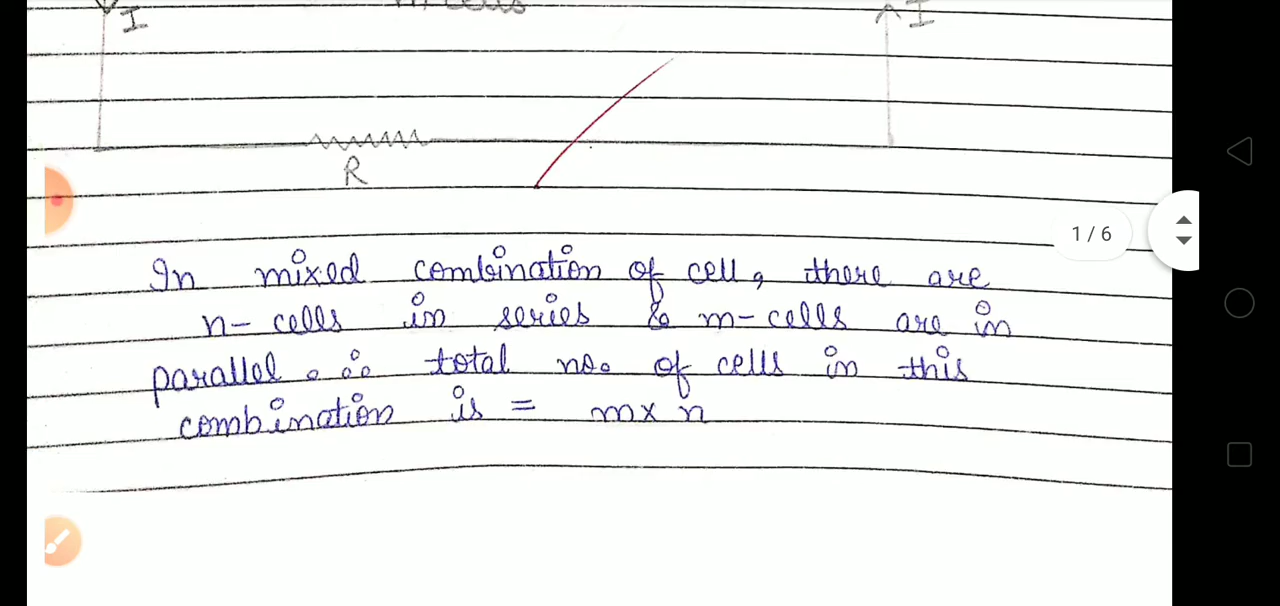 I
I
R
1 / 6
In mixed combination of cell, there are
n- cells in series & m- cells are in
parallel. ∴ total no. of cells in this
combination is = m x n